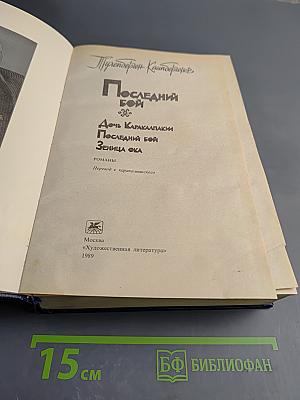 Тулепберген Каипбергенов
Последний
бой
Дочь Каракалпакии
Последний бой
Зеница ока
РОМАНЫ
Перевод с каракалпакского
Москва
«Художественная литература»
1989
15 см
БФ БИБЛИОФАН